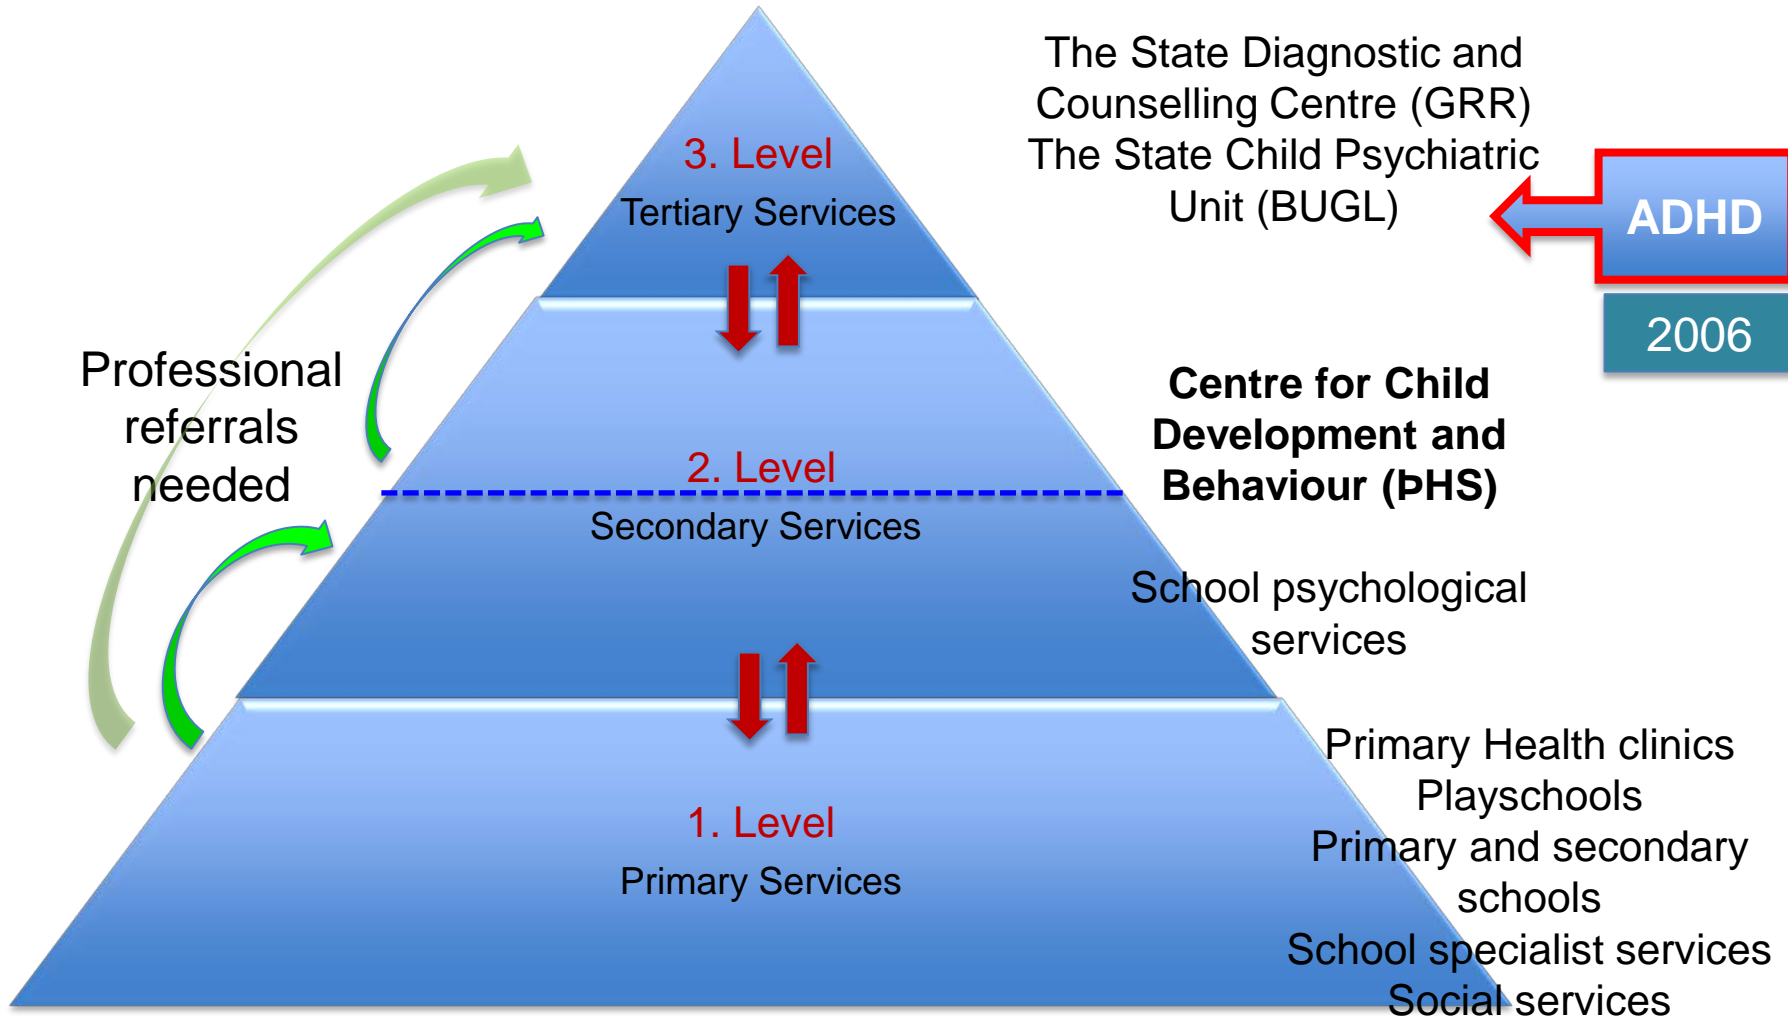 The State Diagnostic and
Counselling Centre (GRR)
The State Child Psychiatric
Unit (BUGL)
ADHD
2006
3. Level
Tertiary Services
Professional
referrals
needed
Centre for Child
Development and
Behaviour (ÞHS)
2. Level
Secondary Services
School psychological
services
Primary Health clinics
Playschools
Primary and secondary
schools
School specialist services
Social services
1. Level
Primary Services